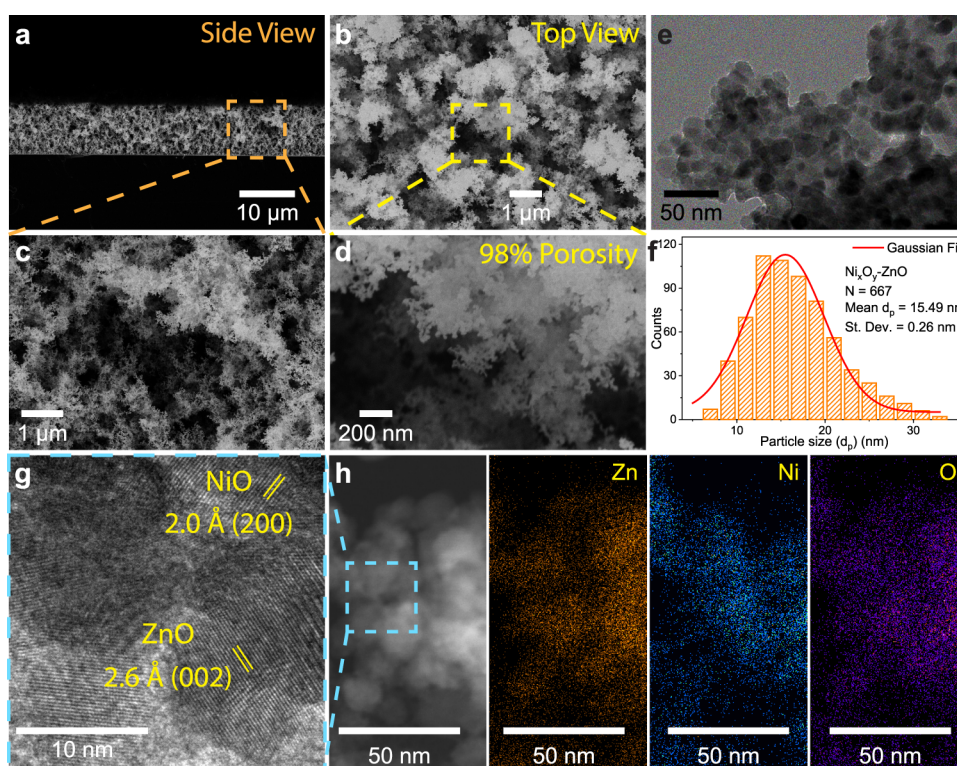 a
Side View
10 µm
b
Top View
1 µm
e
50 nm
c
1 µm
d
98% Porosity
200 nm
f
Gaussian Fi
NiₓOᵧ-ZnO
N = 667
Mean dₚ = 15.49 nm
St. Dev. = 0.26 nm
Counts
120
90
60
30
0
10
20
30
Particle size (dₚ) (nm)
g
NiO
2.0 Å (200)
ZnO
2.6 Å (002)
10 nm
h
50 nm
Zn
50 nm
Ni
50 nm
O
50 nm